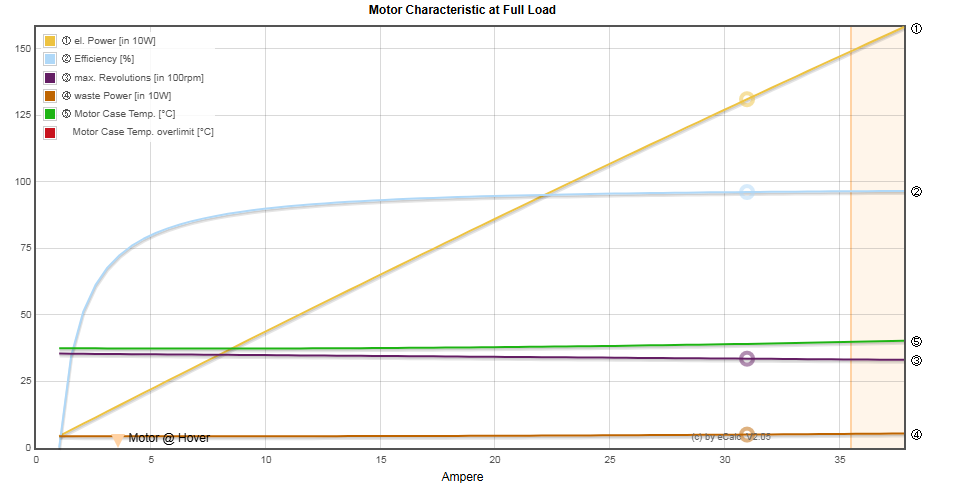 Motor Characteristic at Full Load
① el. Power [in 10W]
② Efficiency [%]
③ max. Revolutions [in 100rpm]
④ waste Power [in 10W]
⑤ Motor Case Temp. [°C]
Motor Case Temp. overlimit [°C]
150
125
100
75
50
25
0
①
②
⑤
③
④
Motor @ Hover
(c) by eCalc V2.05
0 5 10 15 20 25 30 35
Ampere